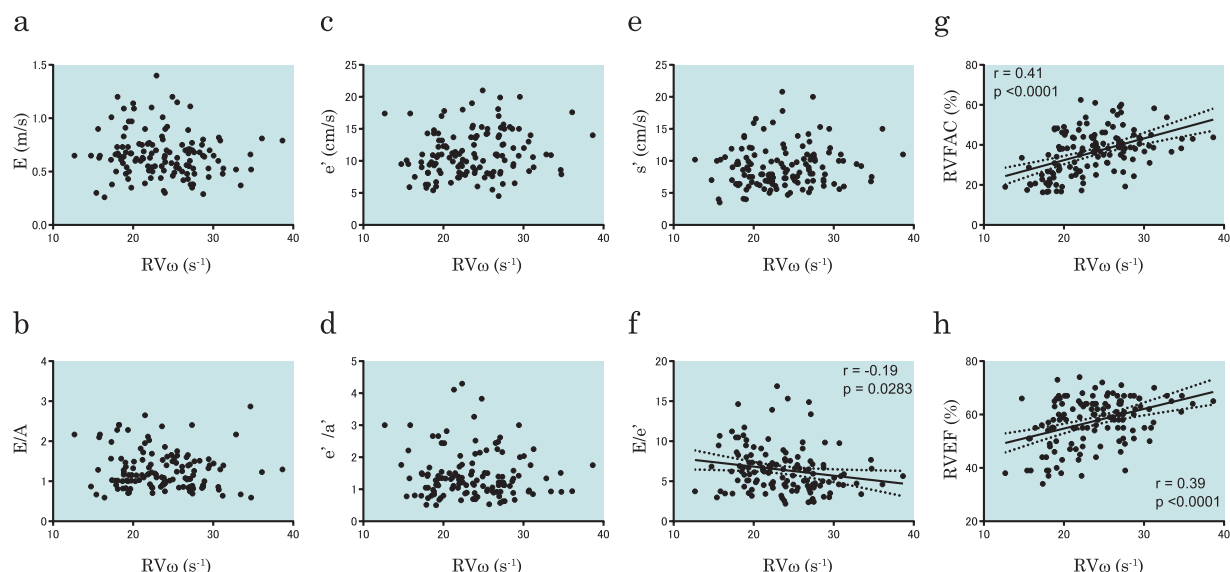 a
c
e
g
1.5
1.0
0.5
0.0
E (m/s)
10
20
30
40
RVω (s⁻¹)
25
20
15
10
5
0
e' (cm/s)
10
20
30
40
RVω (s⁻¹)
25
20
15
10
5
0
s' (cm/s)
10
20
30
40
RVω (s⁻¹)
80
60
40
20
0
RVFAC (%)
r = 0.41
p <0.0001
10
20
30
40
RVω (s⁻¹)
b
d
f
h
4
3
2
1
0
E/A
10
20
30
40
RVω (s⁻¹)
5
4
3
2
1
0
e' /a'
10
20
30
40
RVω (s⁻¹)
20
15
10
5
0
E/e'
r = -0.19
p = 0.0283
10
20
30
40
RVω (s⁻¹)
80
60
40
20
RVEF (%)
r = 0.39
p <0.0001
10
20
30
40
RVω (s⁻¹)